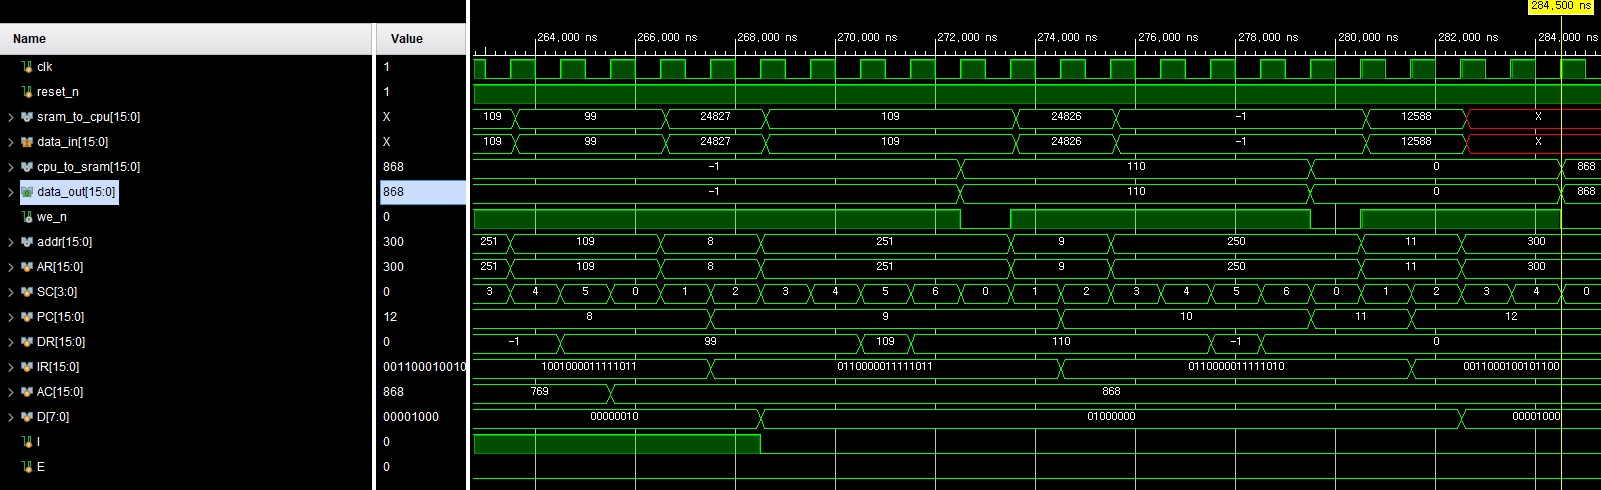 284,500 ns
Name Value 264,000 ns 266,000 ns 268,000 ns 270,000 ns 272,000 ns 274,000 ns 276,000 ns 278,000 ns 280,000 ns 282,000 ns 284,000 ns
clk 1
reset_n 1
sram_to_cpu[15:0] X 109 99 24827 109 24826 -1 12588 X
data_in[15:0] X 109 99 24827 109 24826 -1 12588 X
cpu_to_sram[15:0] 868 -1 110 0 868
data_out[15:0] 868 -1 110 0 868
we_n 0
addr[15:0] 300 251 109 8 251 9 250 11 300
AR[15:0] 300 251 109 8 251 9 250 11 300
SC[3:0] 0 3 4 5 0 1 2 3 4 5 6 0 1 2 3 4 5 6 0 1 2 3 4 0
PC[15:0] 12 8 9 10 11 12
DR[15:0] 0 -1 99 109 110 -1 0
IR[15:0] 001100010010 1001000011111011 0110000011111011 0110000011111010 0011000100101100
AC[15:0] 868 769 868
D[7:0] 00001000 00000010 01000000 00001000
I 0
E 0